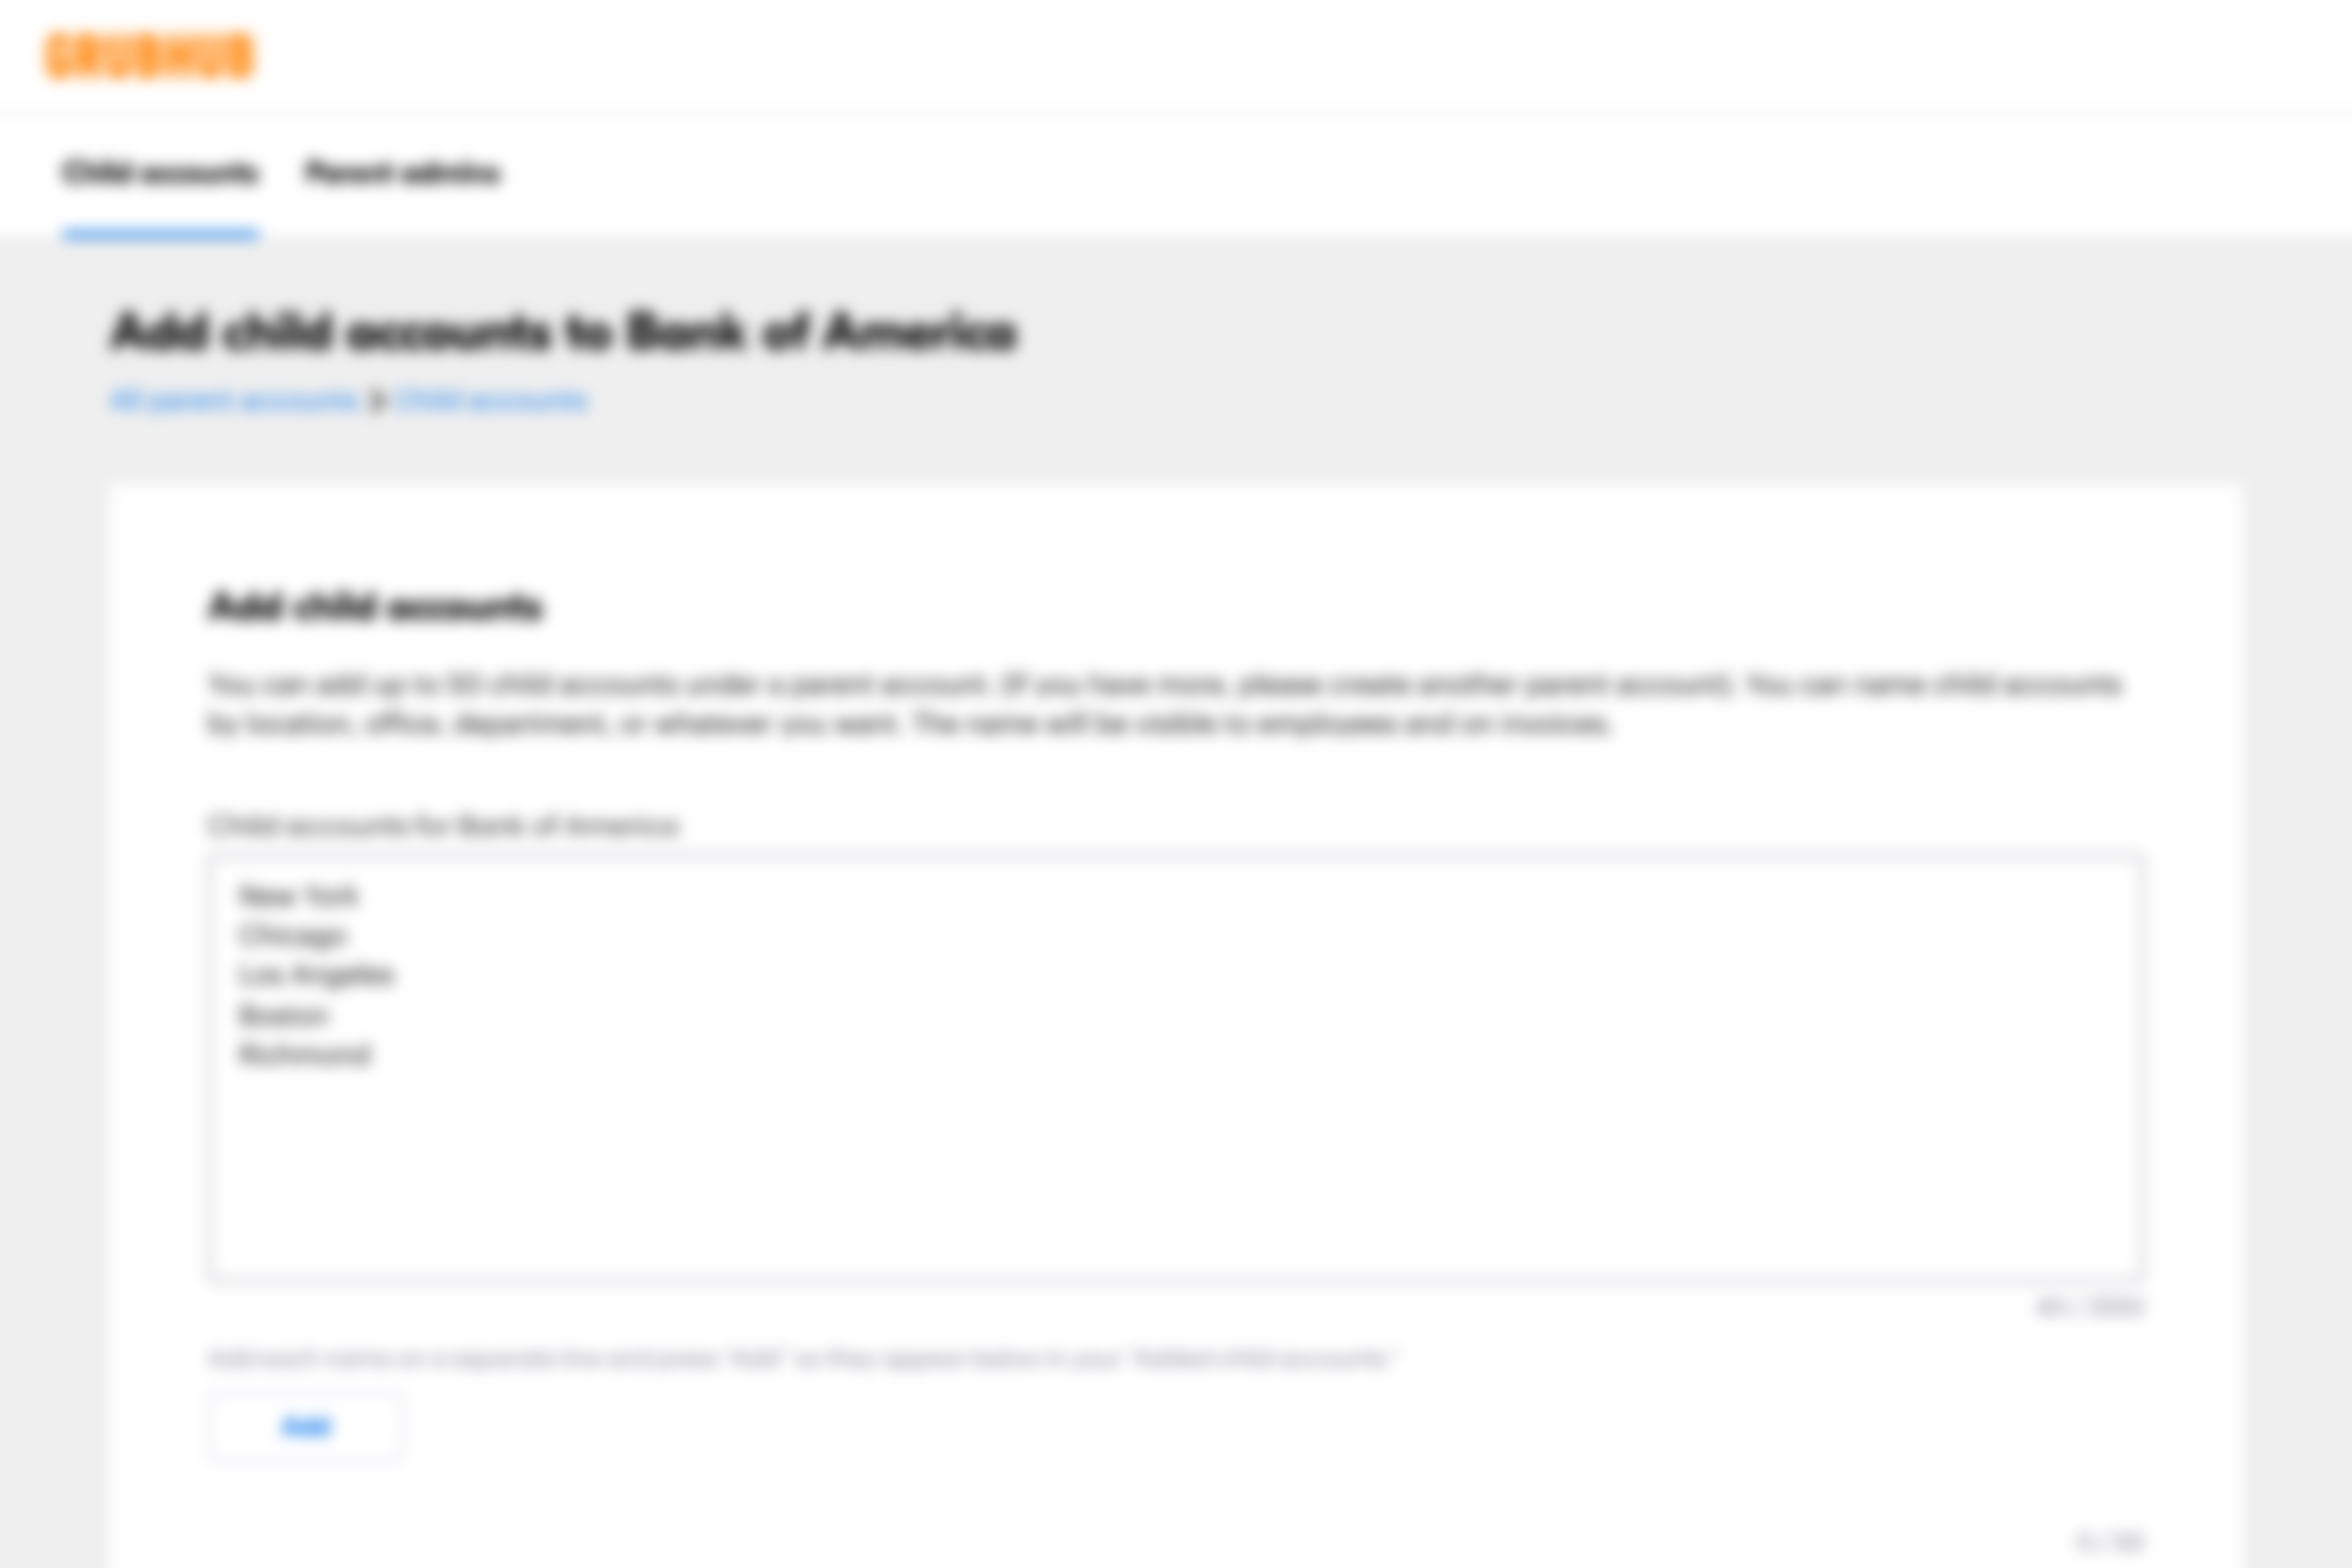 GRUBHUB
Child accounts Parent admins
Add child accounts to Bank of America
All parent accounts > Child accounts
Add child accounts
You can add up to 50 child accounts under a parent account. (If you have more, please create another parent account). You can name child accounts
by location, office, department, or whatever you want. The name will be visible to employees and on invoices.
Child accounts for Bank of America
New York
Chicago
Los Angeles
Boston
Richmond
Add each name on a separate line and press "Add" so they appear below in your "Added child accounts."
Add